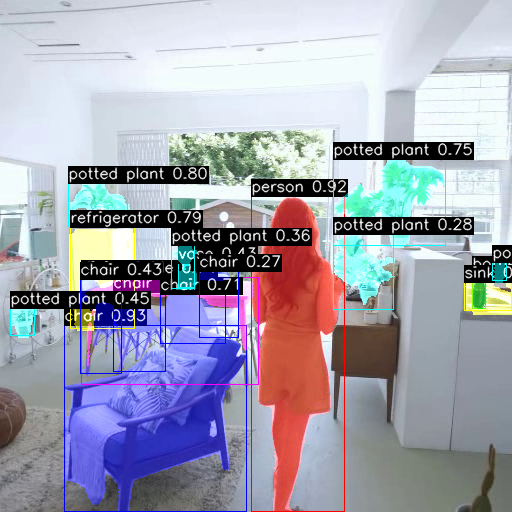 potted plant 0.75
potted plant 0.80
person 0.92
refrigerator 0.79
potted plant 0.28
potted plant 0.36
chair 0.27
chair 0.43
sink
chair
chair 0.71
potted plant 0.45
chair 0.93